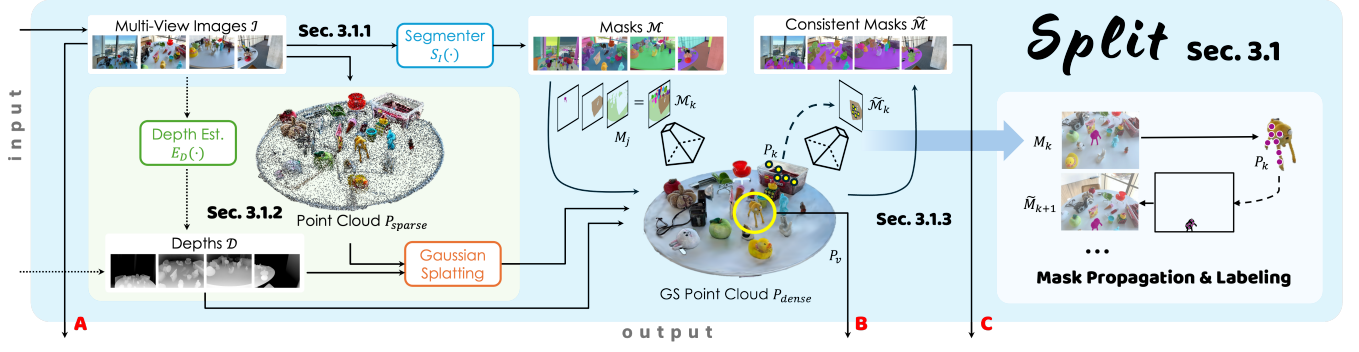 Multi-View Images ℐ
Sec. 3.1.1
Segmenter
S_I(·)
Masks ℳ
Consistent Masks ℳ̃
Split Sec. 3.1
input
Depth Est.
E_D(·)
M_j
=
ℳ_k
ℳ̃_k
P_k
M_k
P_k
Sec. 3.1.2
Point Cloud P_sparse
Sec. 3.1.3
M̃_{k+1}
Depths 𝒟
Gaussian
Splatting
P_v
GS Point Cloud P_dense
...
Mask Propagation & Labeling
A
output
B
C